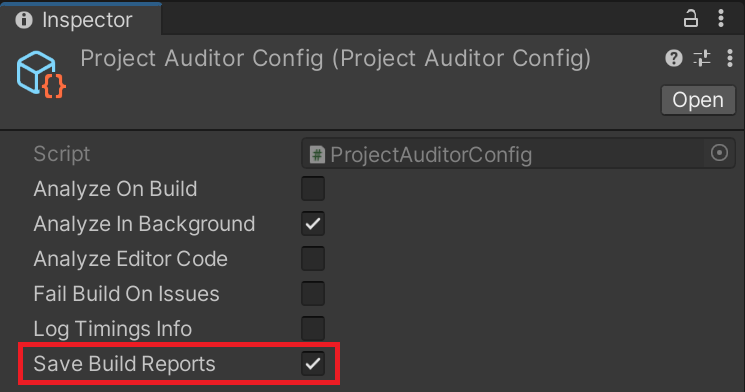 Inspector
Project Auditor Config (Project Auditor Config)
Open
Script
ProjectAuditorConfig
Analyze On Build
Analyze In Background
Analyze Editor Code
Fail Build On Issues
Log Timings Info
Save Build Reports